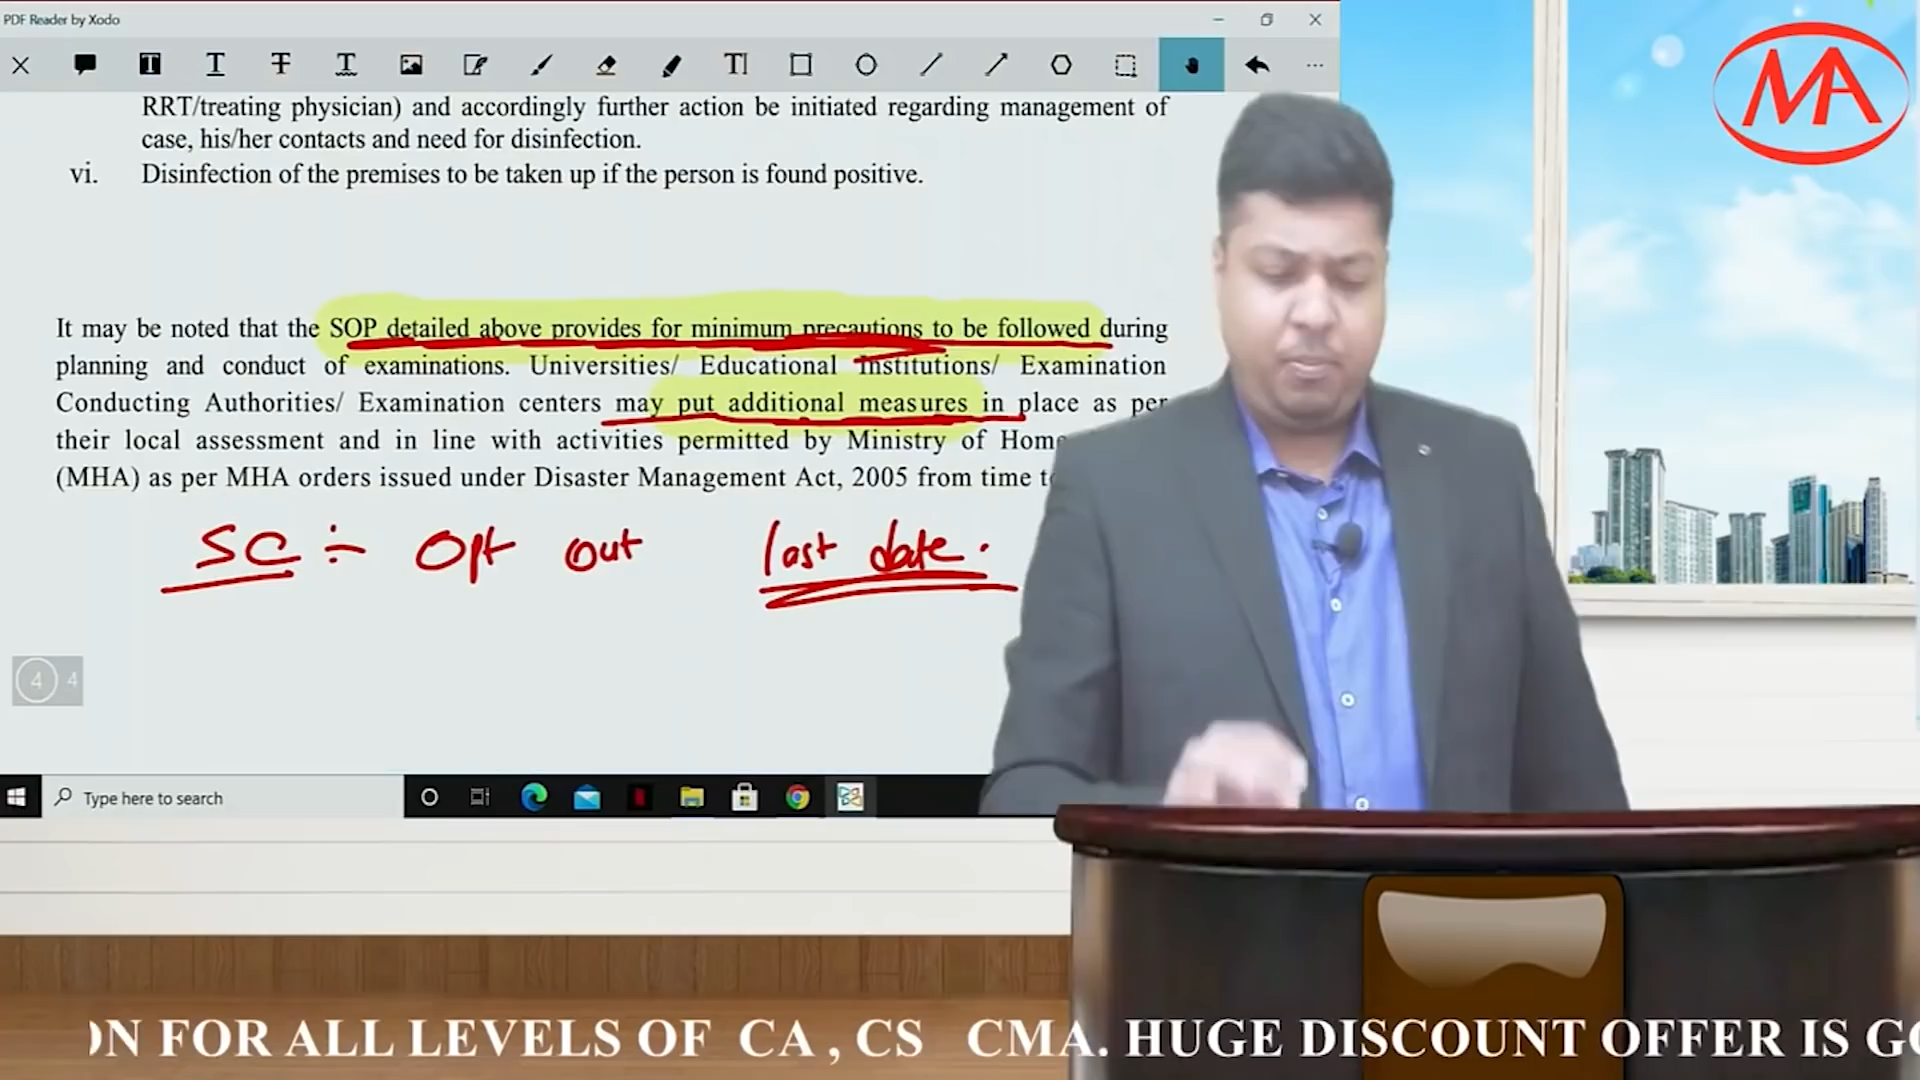 PDF Reader by Xodo
MA
RRT/treating physician) and accordingly further action be initiated regarding management of
case, his/her contacts and need for disinfection.
vi. Disinfection of the premises to be taken up if the person is found positive.
It may be noted that the SOP detailed above provides for minimum precautions to be followed during
planning and conduct of examinations. Universities/ Educational Institutions/ Examination
Conducting Authorities/ Examination centers may put additional measures in place as per
their local assessment and in line with activities permitted by Ministry of Home
(MHA) as per MHA orders issued under Disaster Management Act, 2005 from time
SC :- Opt out last date.
4 4
Type here to search
FOR ALL LEVELS OF CA , CS CMA. HUGE DISCOUNT OFFER IS